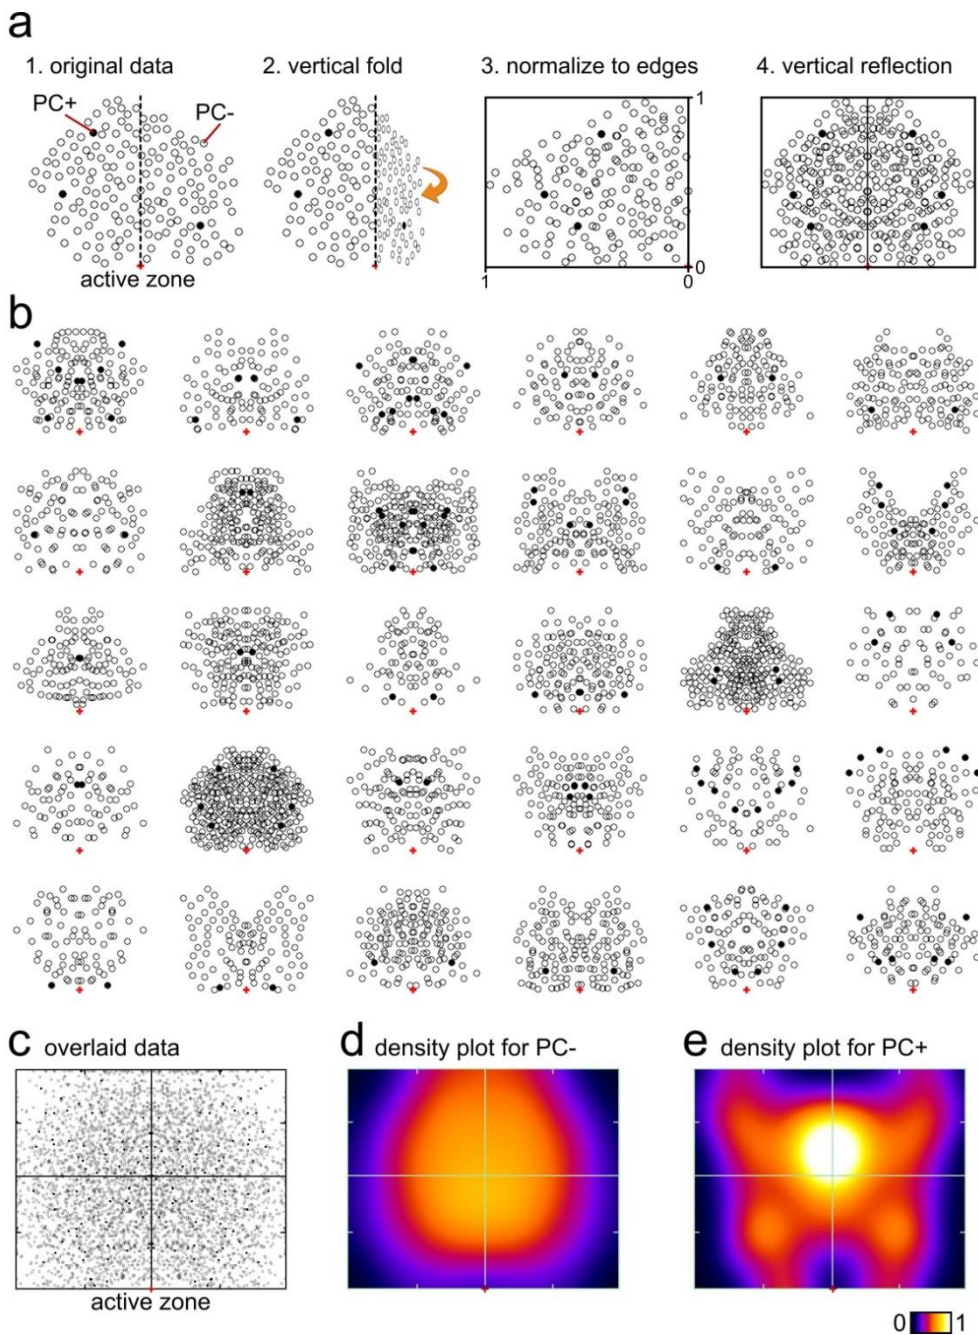 a
1. original data
2. vertical fold
3. normalize to edges
4. vertical reflection
PC+
PC-
1
active zone
1
0
0
b
c overlaid data
d density plot for PC-
e density plot for PC+
active zone
0 1